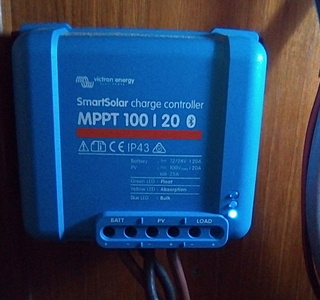 victron energy
SmartSolar charge controller
MPPT 100 | 20
CE IP43
Battery
PV
Green LED : Float
Yellow LED : Absorption
Blue LED : Bulk
BATT PV LOAD